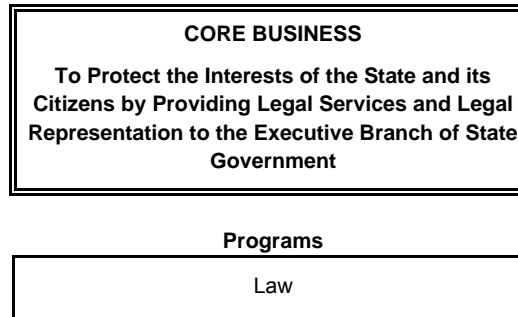 CORE BUSINESS
To Protect the Interests of the State and its
Citizens by Providing Legal Services and Legal
Representation to the Executive Branch of State
Government
Programs
Law